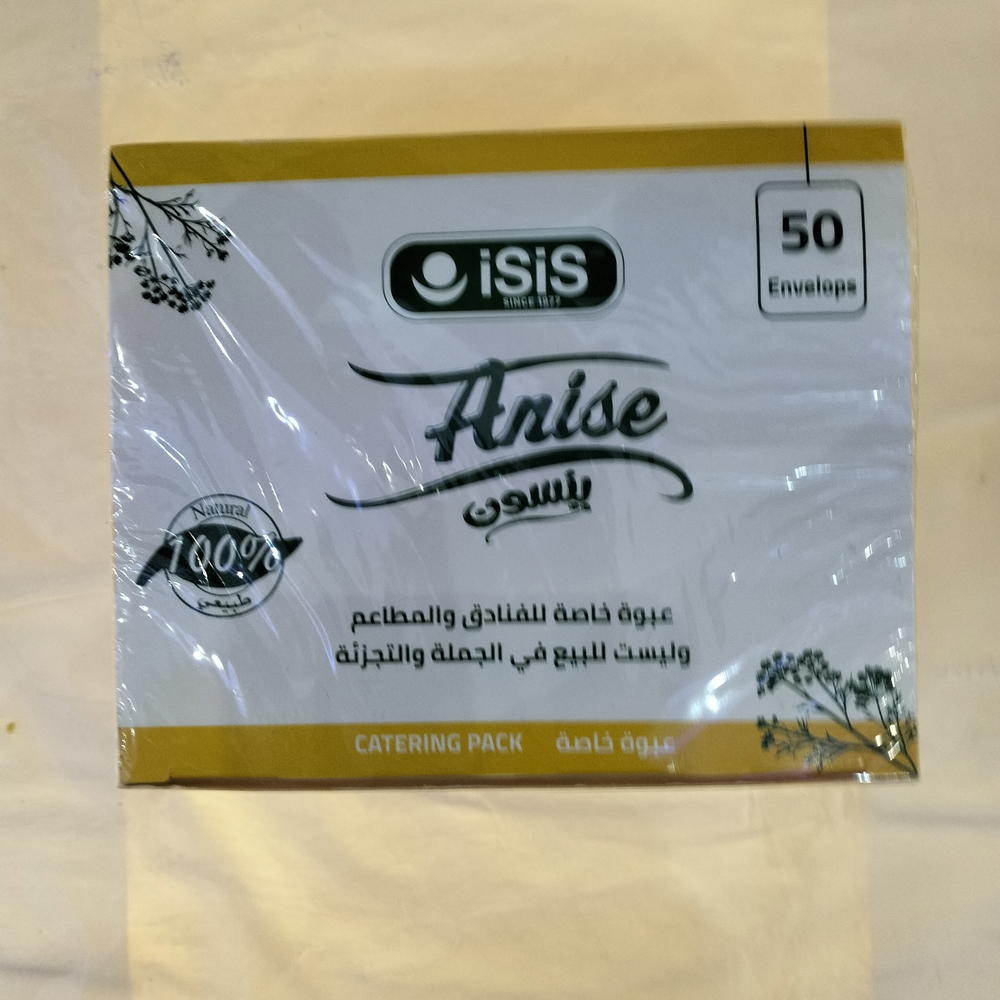 50
Envelops
iSiS
SINCE 1977
Anise
ينسون
Natural
100%
طبيعي
عبوة خاصة للفنادق والمطاعم
وليست للبيع في الجملة والتجزئة
CATERING PACK عبوة خاصة